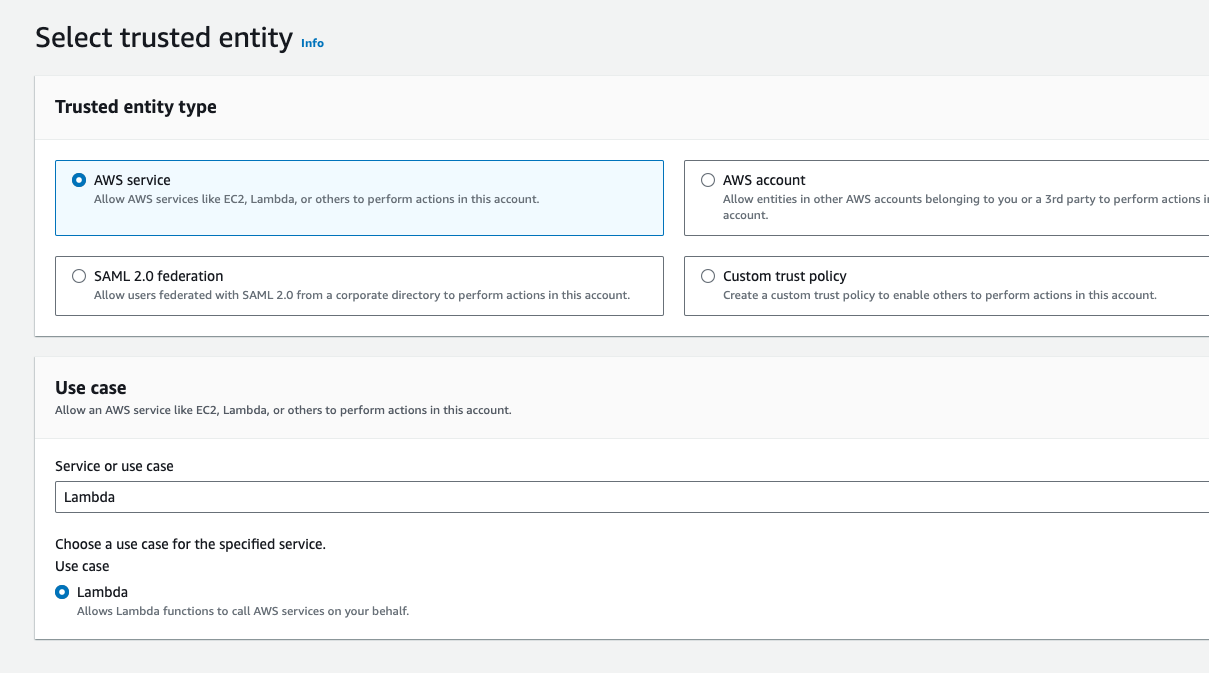 Select trusted entity Info
Trusted entity type
AWS service
Allow AWS services like EC2, Lambda, or others to perform actions in this account.
AWS account
Allow entities in other AWS accounts belonging to you or a 3rd party to perform actions
account.
SAML 2.0 federation
Allow users federated with SAML 2.0 from a corporate directory to perform actions in this account.
Custom trust policy
Create a custom trust policy to enable others to perform actions in this account.
Use case
Allow an AWS service like EC2, Lambda, or others to perform actions in this account.
Service or use case
Lambda
Choose a use case for the specified service.
Use case
Lambda
Allows Lambda functions to call AWS services on your behalf.